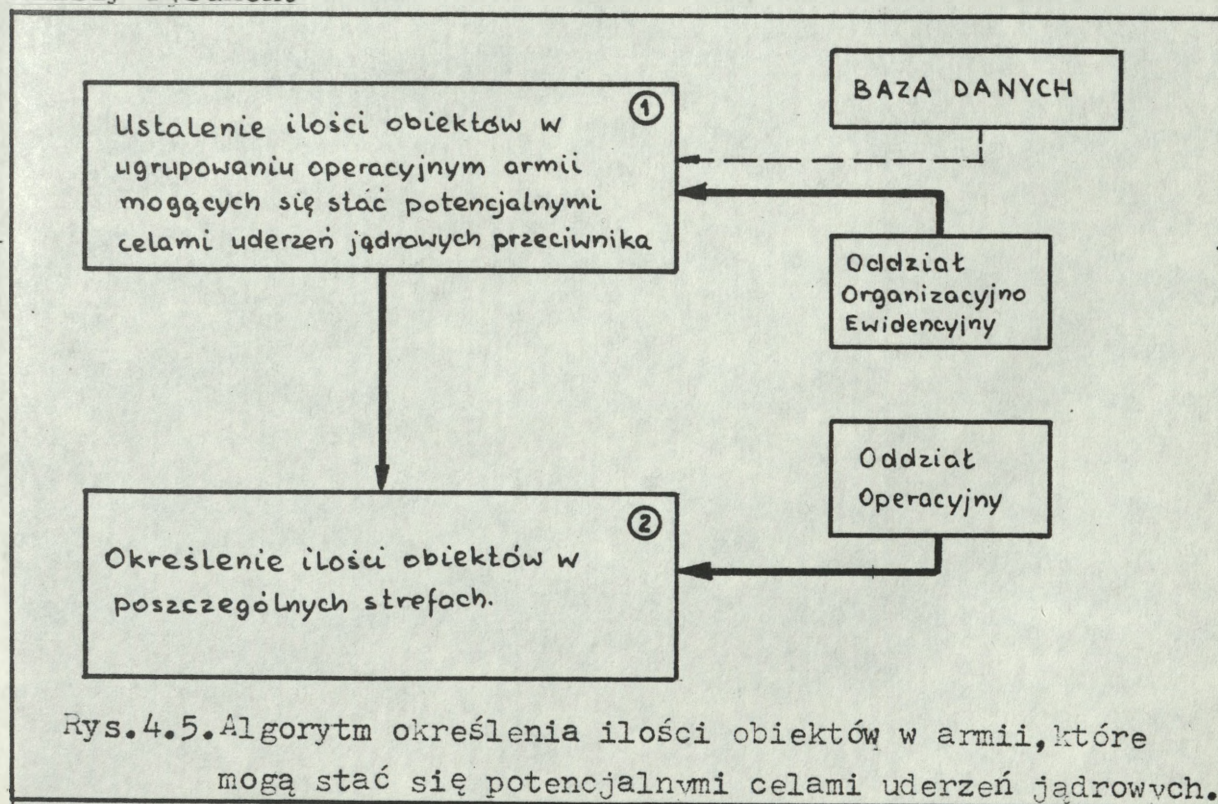 ①
Ustalenie ilości obiektów w
ugrupowaniu operacyjnym armii
mogących się stać potencjalnymi
celami uderzeń jądrowych przeciwnika
BAZA DANYCH
Oddział
Organizacyjno
Ewidencyjny
②
Określenie ilości obiektów w
poszczególnych strefach.
Oddział
Operacyjny
Rys.4.5.Algorytm określenia ilości obiektów w armii,które
mogą stać się potencjalnymi celami uderzeń jądrowych.